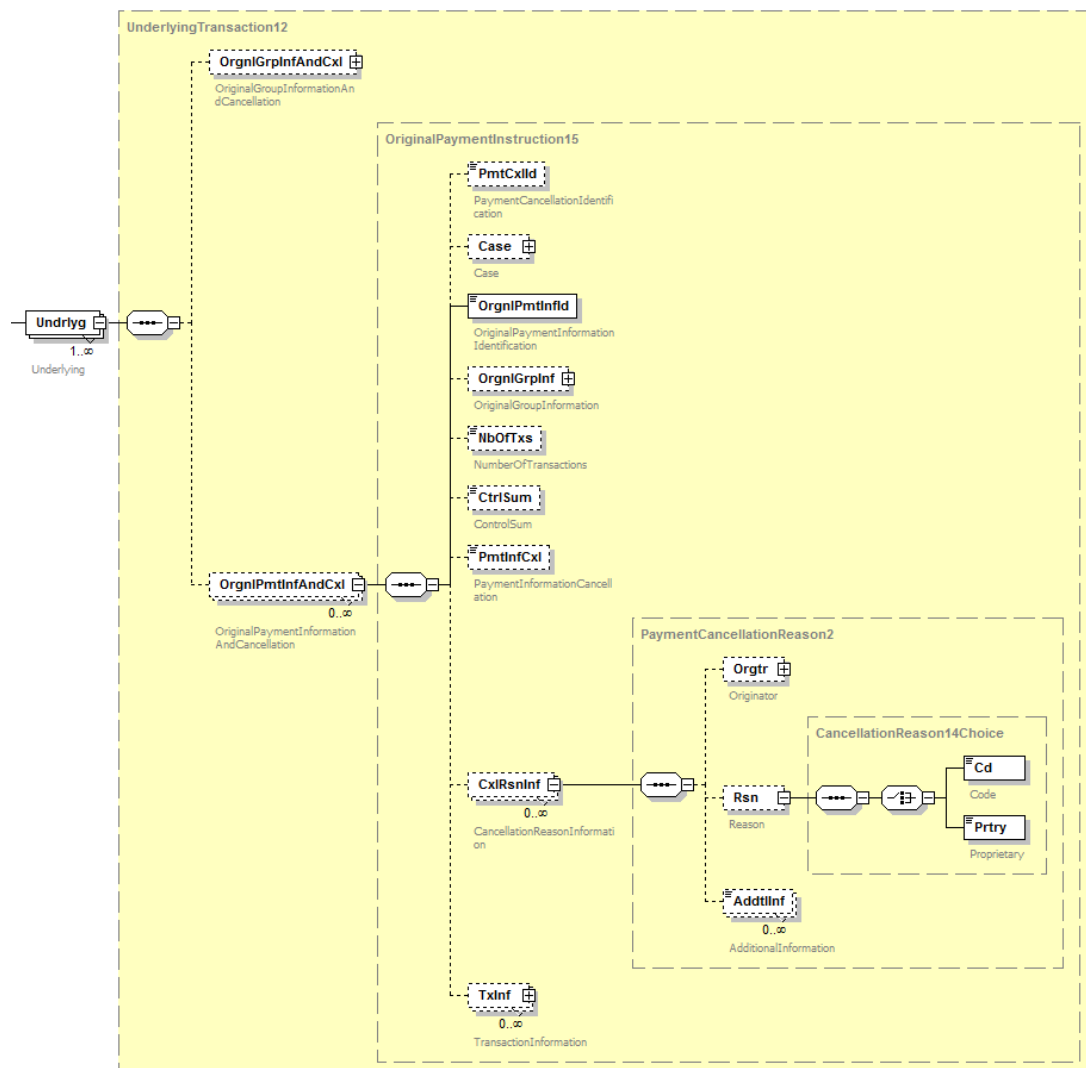 UnderlyingTransaction12
OrgnlGrpInfAndCxl
OriginalGroupInformationAn
dCancellation
OriginalPaymentInstruction15
PmtCxlId
PaymentCancellationIdentifi
cation
Case
Case
OrgnlPmtInfId
OriginalPaymentInformation
Identification
Undrlyg
1..∞
Underlying
OrgnlGrpInf
OriginalGroupInformation
NbOfTxs
NumberOfTransactions
CtrlSum
ControlSum
PmtInfCxl
PaymentInformationCancell
ation
OrgnlPmtInfAndCxl
0..∞
OriginalPaymentInformation
AndCancellation
PaymentCancellationReason2
Orgtr
Originator
CancellationReason14Choice
Cd
Code
CxlRsnInf
0..∞
CancellationReasonInformati
on
Rsn
Reason
Prtry
Proprietary
AddtlInf
0..∞
AdditionalInformation
TxInf
0..∞
TransactionInformation